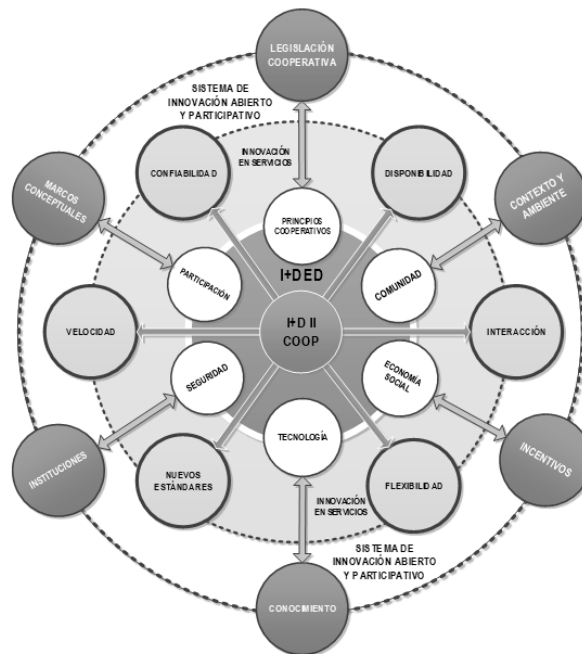 LEGISLACIÓN
COOPERATIVA
SISTEMA DE
INNOVACIÓN ABIERTO
Y PARTICIPATIVO
INNOVACIÓN
EN SERVICIOS
CONFIABILIDAD
DISPONIBILIDAD
MARCOS
CONCEPTUALES
CONTEXTO Y
AMBIENTE
PRINCIPIOS
COOPERATIVOS
I+DED
PARTICIPACIÓN
COMUNIDAD
VELOCIDAD
I+D II
COOP
INTERACCIÓN
SEGURIDAD
ECONOMÍA
SOCIAL
TECNOLOGÍA
INSTITUCIONES
INCENTIVOS
NUEVOS
ESTÁNDARES
FLEXIBILIDAD
INNOVACIÓN
EN SERVICIOS
SISTEMA DE
INNOVACIÓN ABIERTO
Y PARTICIPATIVO
CONOCIMIENTO